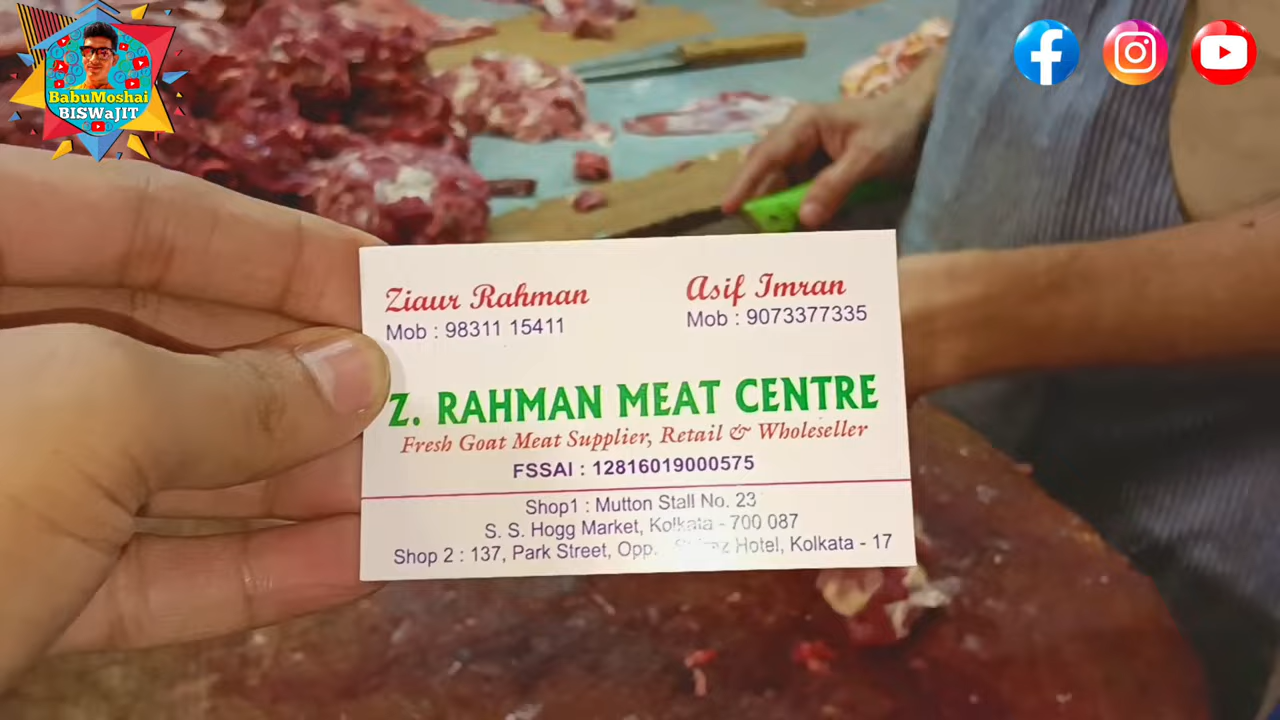 BabuMoshai
BISWaJIT
Ziaur Rahman
Mob : 98311 15411
Asif Imran
Mob : 9073377335
Z. RAHMAN MEAT CENTRE
Fresh Goat Meat Supplier, Retail & Wholeseller
FSSAI : 12816019000575
Shop1 : Mutton Stall No. 23
S. S. Hogg Market, Kolkata - 700 087
Shop 2 : 137, Park Street, Opp. Hotel, Kolkata - 17